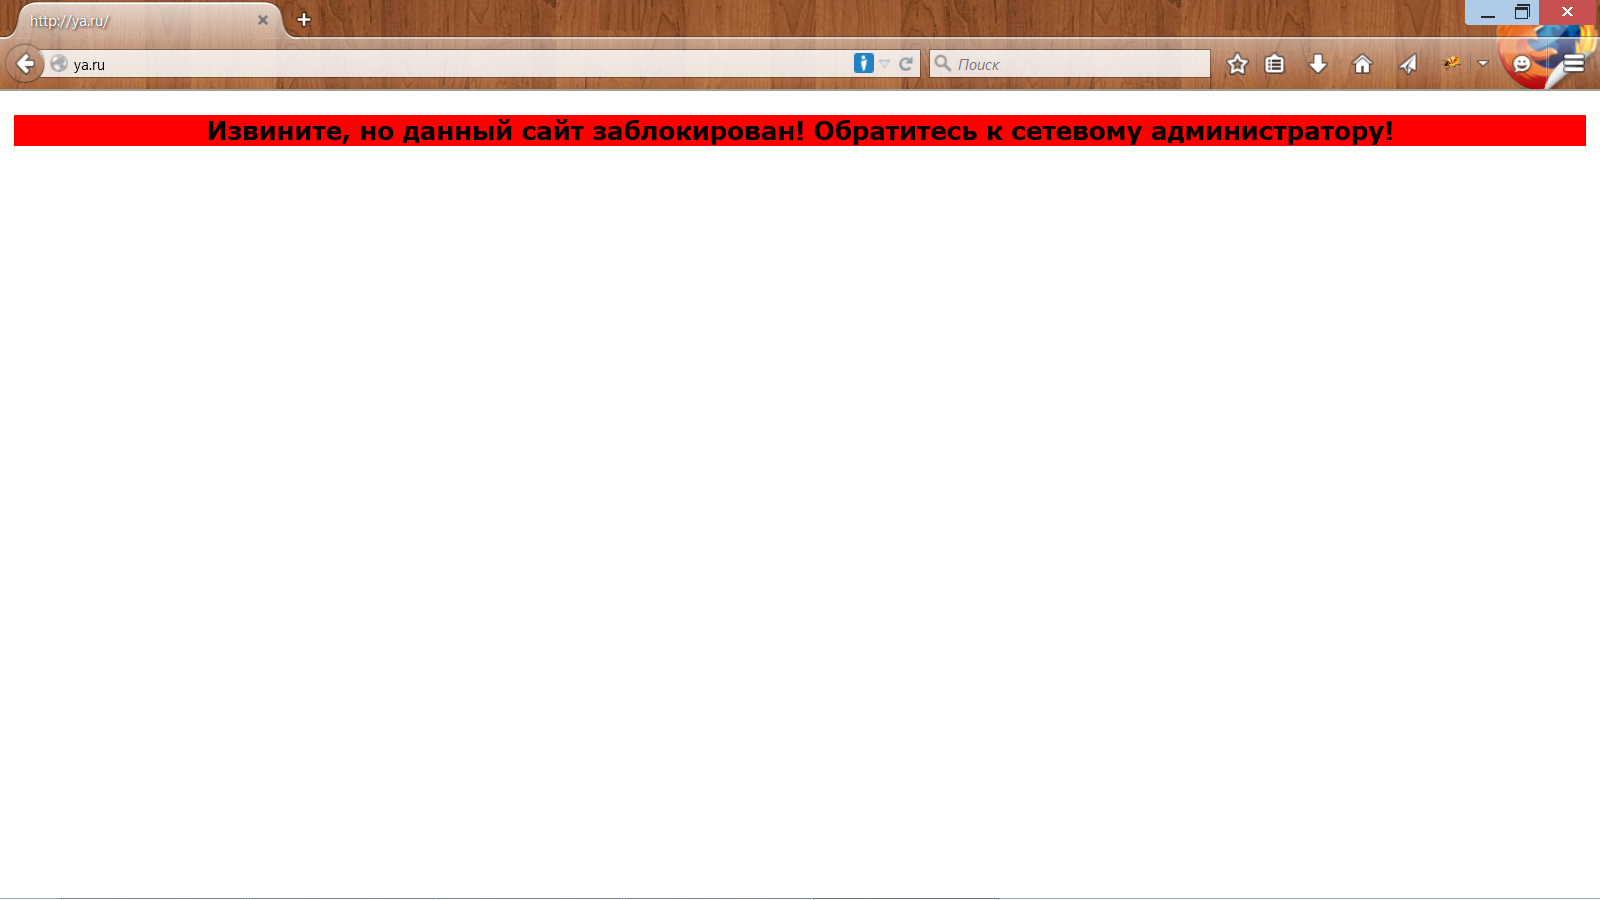 http://ya.ru/
ya.ru
Поиск
Извините, но данный сайт заблокирован! Обратитесь к сетевому администратору!